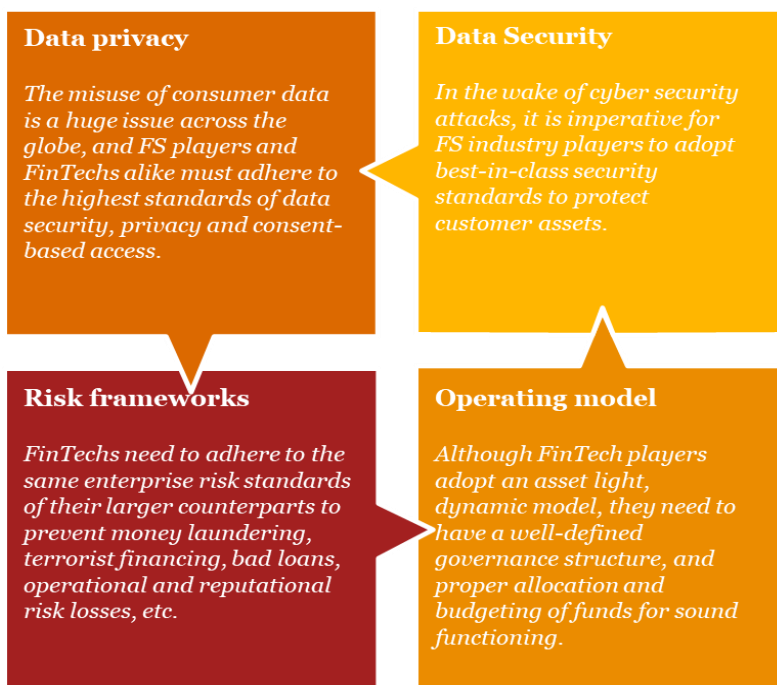 Data privacy
The misuse of consumer data
is a huge issue across the
globe, and FS players and
FinTechs alike must adhere to
the highest standards of data
security, privacy and consent-
based access.
Data Security
In the wake of cyber security
attacks, it is imperative for
FS industry players to adopt
best-in-class security
standards to protect
customer assets.
Risk frameworks
FinTechs need to adhere to the
same enterprise risk standards
of their larger counterparts to
prevent money laundering,
terrorist financing, bad loans,
operational and reputational
risk losses, etc.
Operating model
Although FinTech players
adopt an asset light,
dynamic model, they need to
have a well-defined
governance structure, and
proper allocation and
budgeting of funds for sound
functioning.